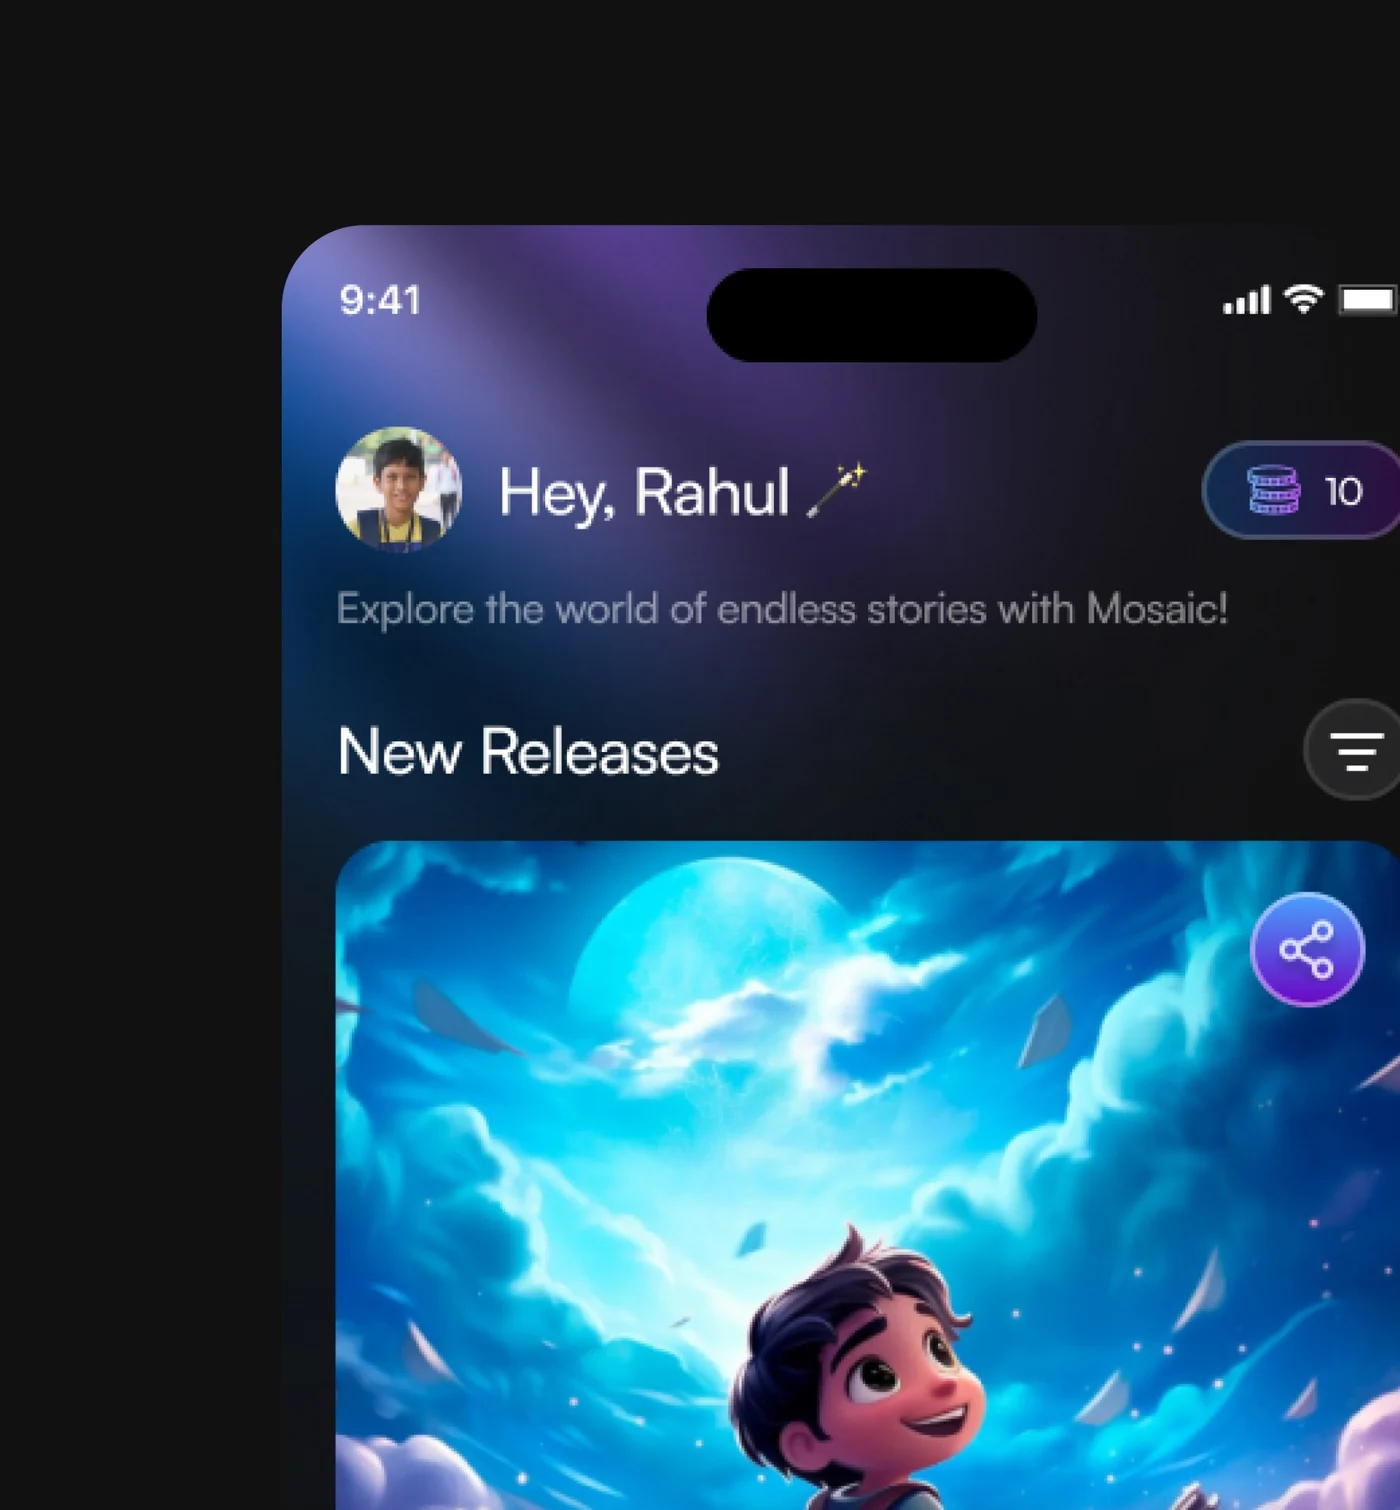 9:41
Hey, Rahul
10
Explore the world of endless stories with Mosaic!
New Releases